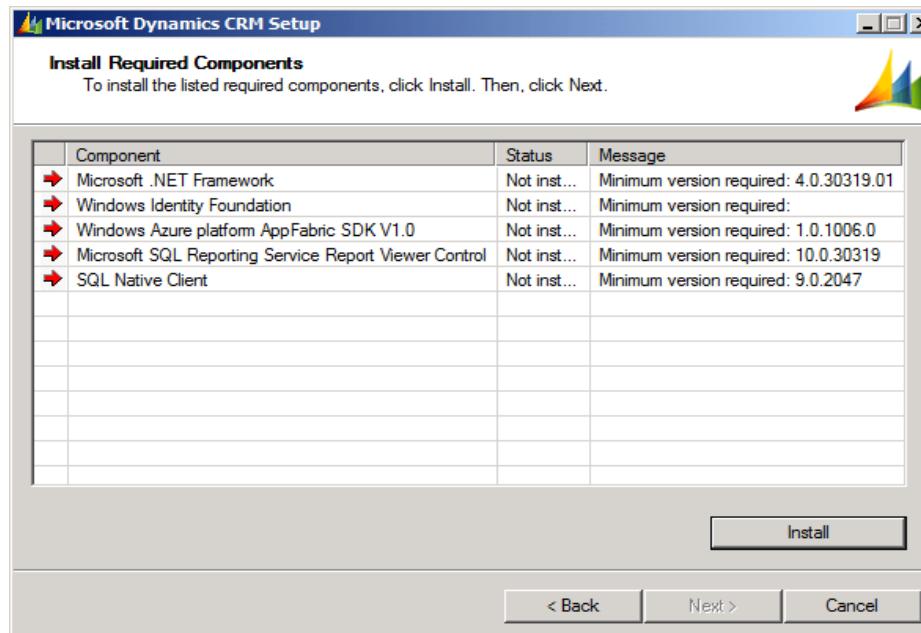 Microsoft Dynamics CRM Setup
Install Required Components
To install the listed required components, click Install. Then, click Next.
Component Status Message
Microsoft .NET Framework Not inst... Minimum version required: 4.0.30319.01
Windows Identity Foundation Not inst... Minimum version required:
Windows Azure platform AppFabric SDK V1.0 Not inst... Minimum version required: 1.0.1006.0
Microsoft SQL Reporting Service Report Viewer Control Not inst... Minimum version required: 10.0.30319
SQL Native Client Not inst... Minimum version required: 9.0.2047
Install
< Back Next > Cancel